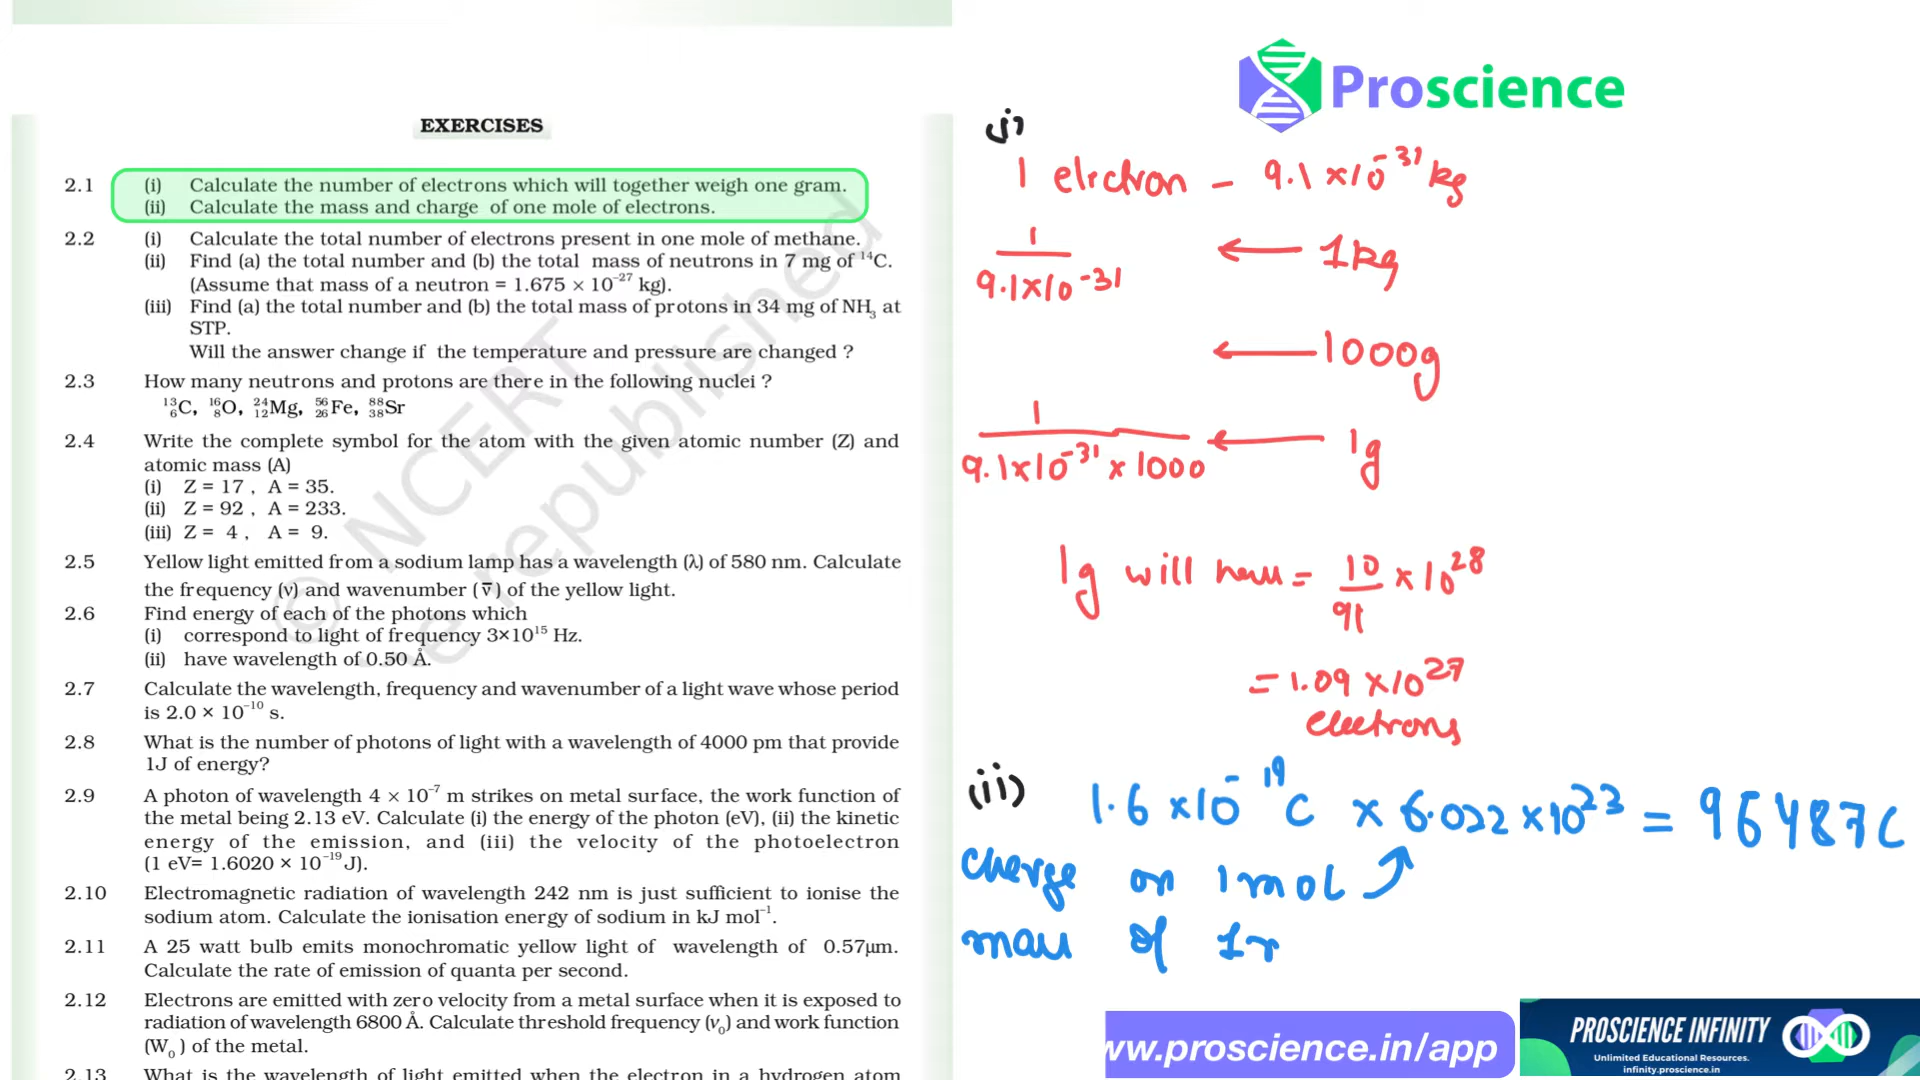 EXERCISES
2.1 (i) Calculate the number of electrons which will together weigh one gram.
(ii) Calculate the mass and charge of one mole of electrons.
2.2 (i) Calculate the total number of electrons present in one mole of methane.
(ii) Find (a) the total number and (b) the total mass of neutrons in 7 mg of ¹⁴C.
(Assume that mass of a neutron = 1.675 × 10⁻²⁷ kg).
(iii) Find (a) the total number and (b) the total mass of protons in 34 mg of NH₃ at
STP.
Will the answer change if the temperature and pressure are changed ?
2.3 How many neutrons and protons are there in the following nuclei ?
¹³₆C, ¹⁶₈O, ²⁴₁₂Mg, ⁵⁶₂₆Fe, ⁸⁸₃₈Sr
2.4 Write the complete symbol for the atom with the given atomic number (Z) and
atomic mass (A)
(i) Z = 17 , A = 35.
(ii) Z = 92 , A = 233.
(iii) Z = 4 , A = 9.
2.5 Yellow light emitted from a sodium lamp has a wavelength (λ) of 580 nm. Calculate
the frequency (ν) and wavenumber (ν̅) of the yellow light.
2.6 Find energy of each of the photons which
(i) correspond to light of frequency 3×10¹⁵ Hz.
(ii) have wavelength of 0.50 Å.
2.7 Calculate the wavelength, frequency and wavenumber of a light wave whose period
is 2.0 × 10⁻¹⁰ s.
2.8 What is the number of photons of light with a wavelength of 4000 pm that provide
1J of energy?
2.9 A photon of wavelength 4 × 10⁻⁷ m strikes on metal surface, the work function of
the metal being 2.13 eV. Calculate (i) the energy of the photon (eV), (ii) the kinetic
energy of the emission, and (iii) the velocity of the photoelectron
(1 eV= 1.6020 × 10⁻¹⁹ J).
2.10 Electromagnetic radiation of wavelength 242 nm is just sufficient to ionise the
sodium atom. Calculate the ionisation energy of sodium in kJ mol⁻¹.
2.11 A 25 watt bulb emits monochromatic yellow light of wavelength of 0.57μm.
Calculate the rate of emission of quanta per second.
2.12 Electrons are emitted with zero velocity from a metal surface when it is exposed to
radiation of wavelength 6800 Å. Calculate threshold frequency (ν₀) and work function
(W₀ ) of the metal.
2.13 What is the wavelength of light emitted when the electron in a hydrogen atom
© NCERT
be republished
Proscience
(i)
1 electron - 9.1 × 10⁻³¹ kg
1/9.1×10⁻³¹ ← 1kg
← 1000g
1/9.1×10⁻³¹ × 1000 ← 1g
1g will have = 10/91 × 10²⁸
= 1.09 × 10²⁷
electrons
(ii) 1.6 × 10⁻¹⁹ C × 6.022 × 10²³ = 96487C
charge on 1 mol
mass of 1
ww.proscience.in/app
PROSCIENCE INFINITY
Unlimited Educational Resources.
infinity.proscience.in